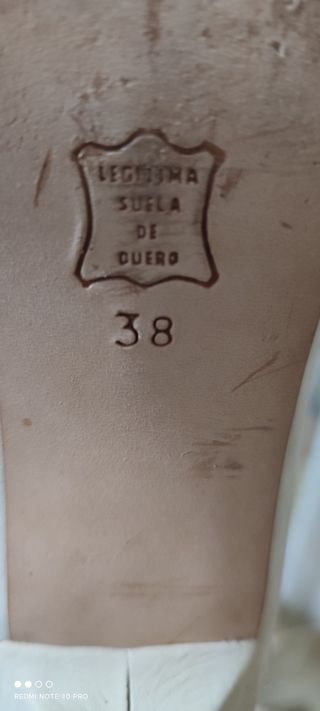 LEGITIMA
SUELA
DE
CUERO
38
REDMI NOTE 10 PRO